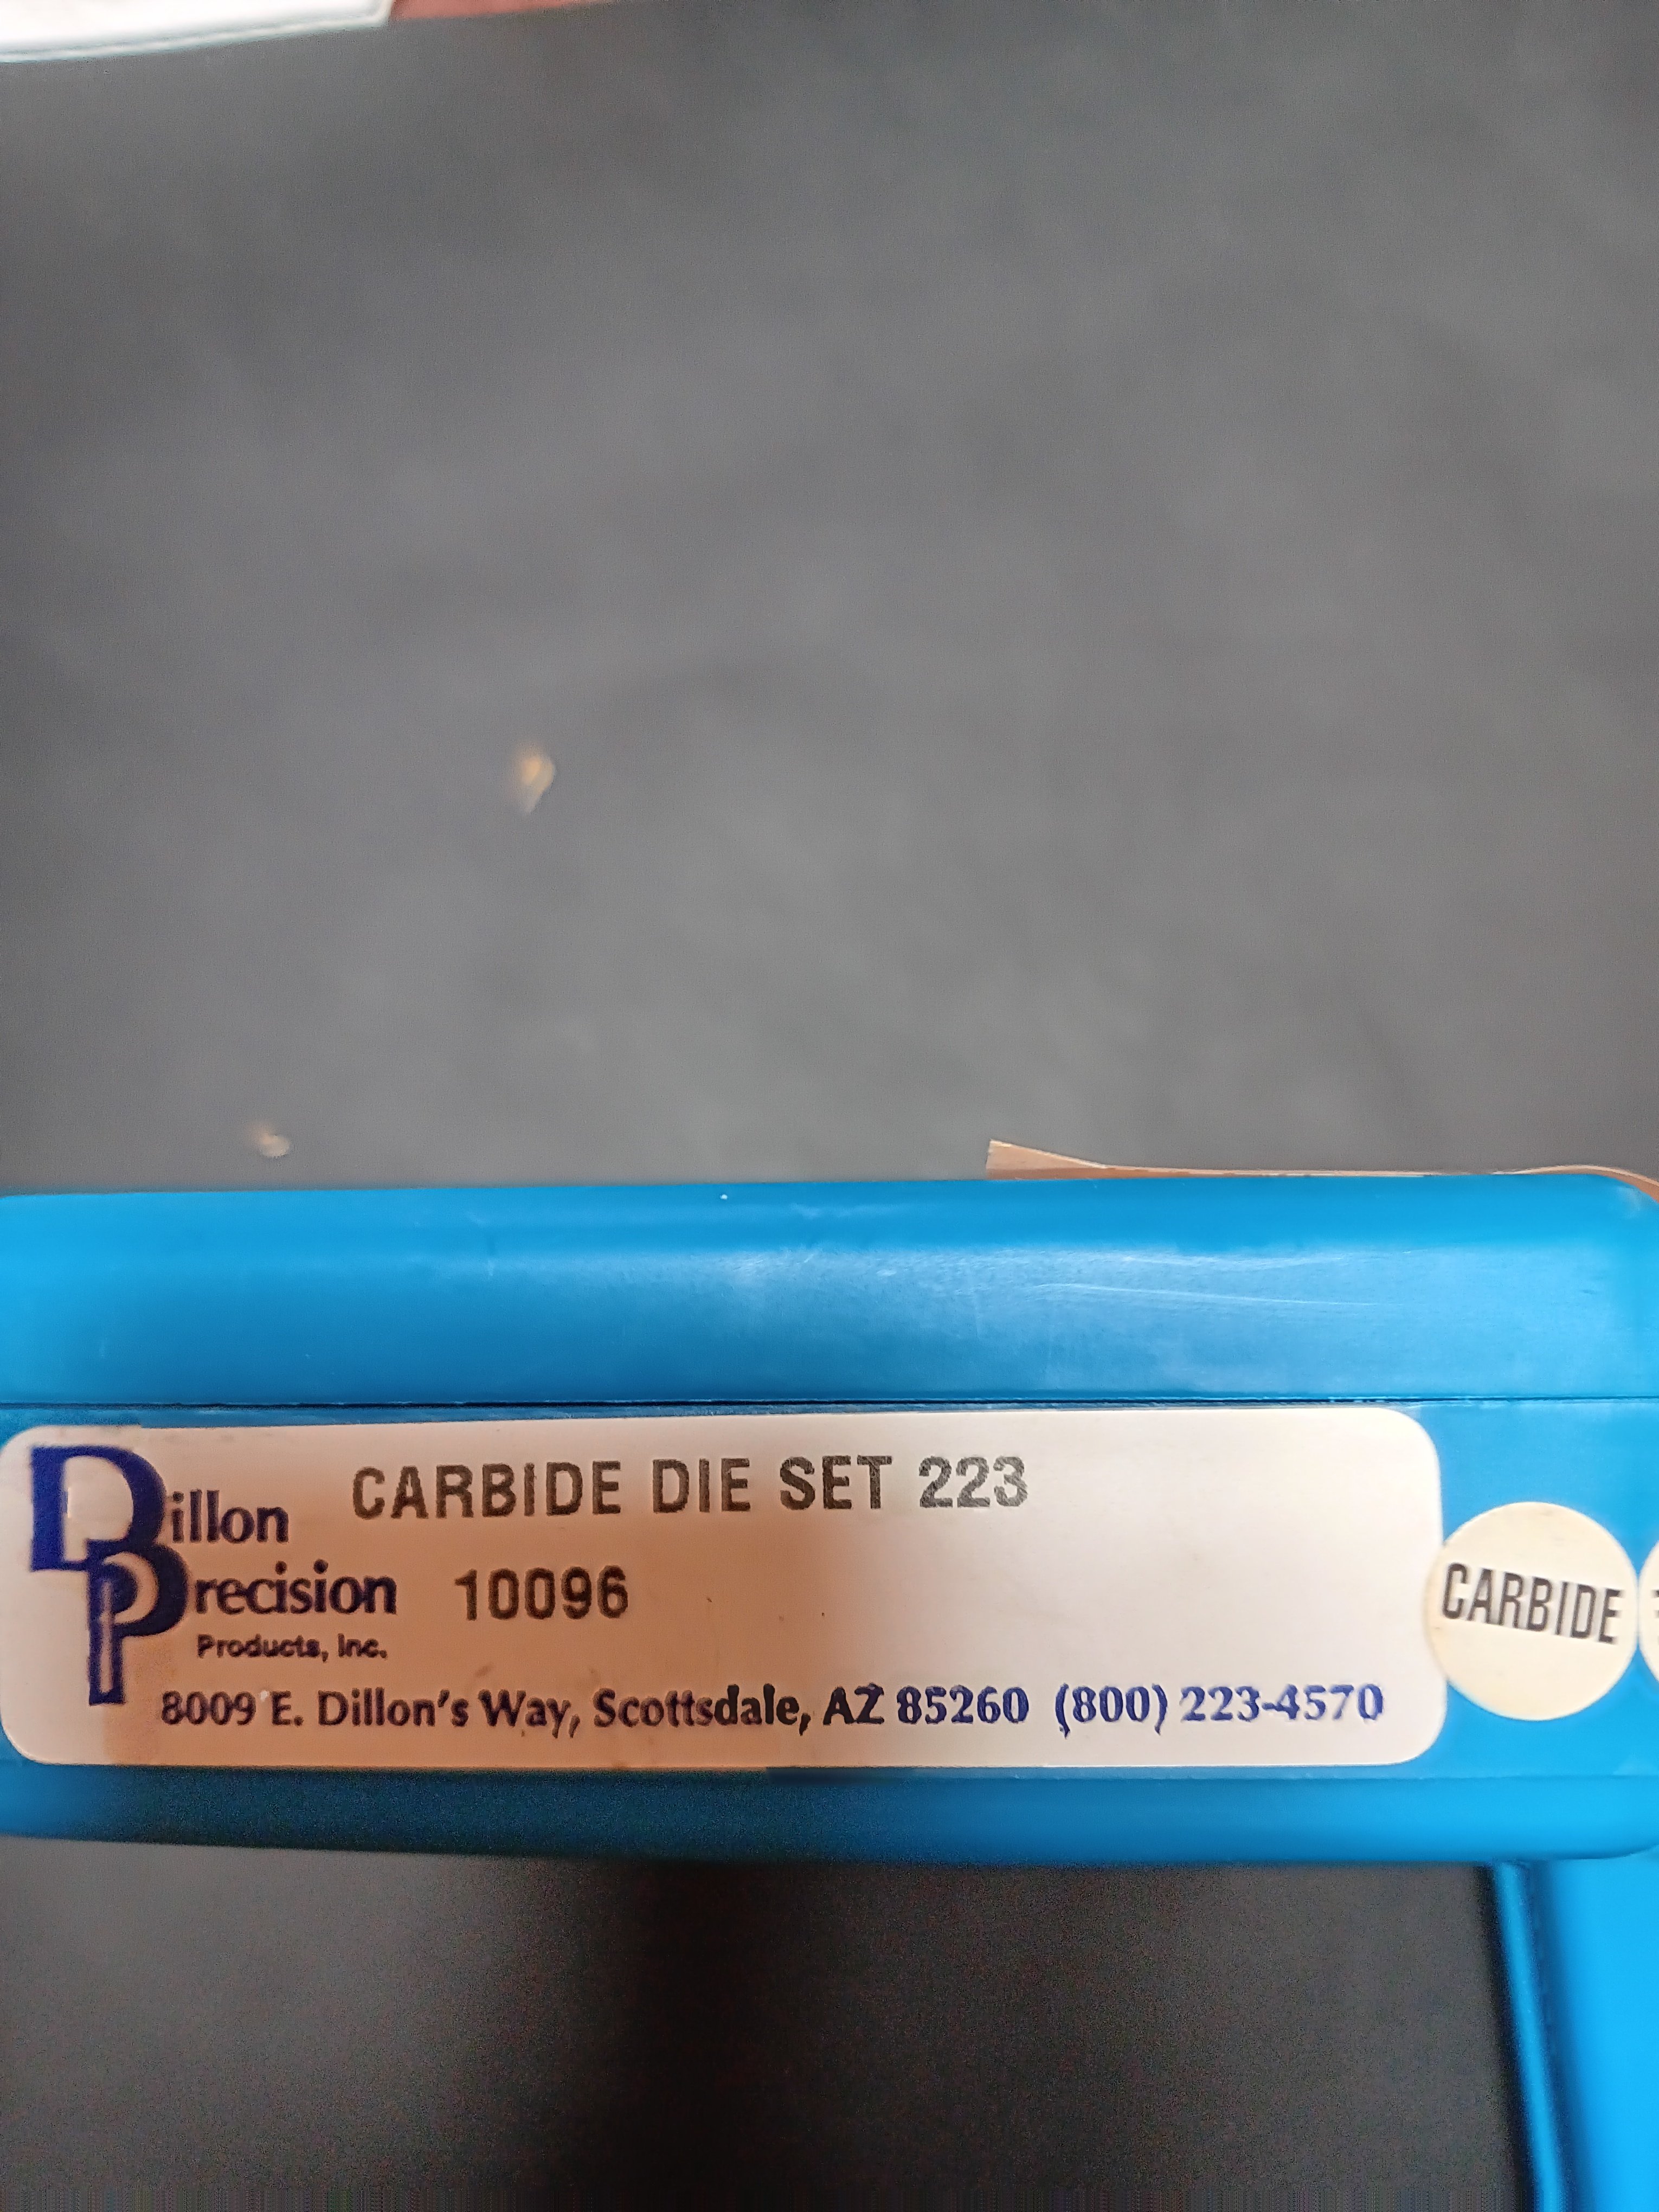 Dillon CARBIDE DIE SET 223
Precision 10096
Products, Inc.
8009 E. Dillon's Way, Scottsdale, AZ 85260 (800) 223-4570
CARBIDE